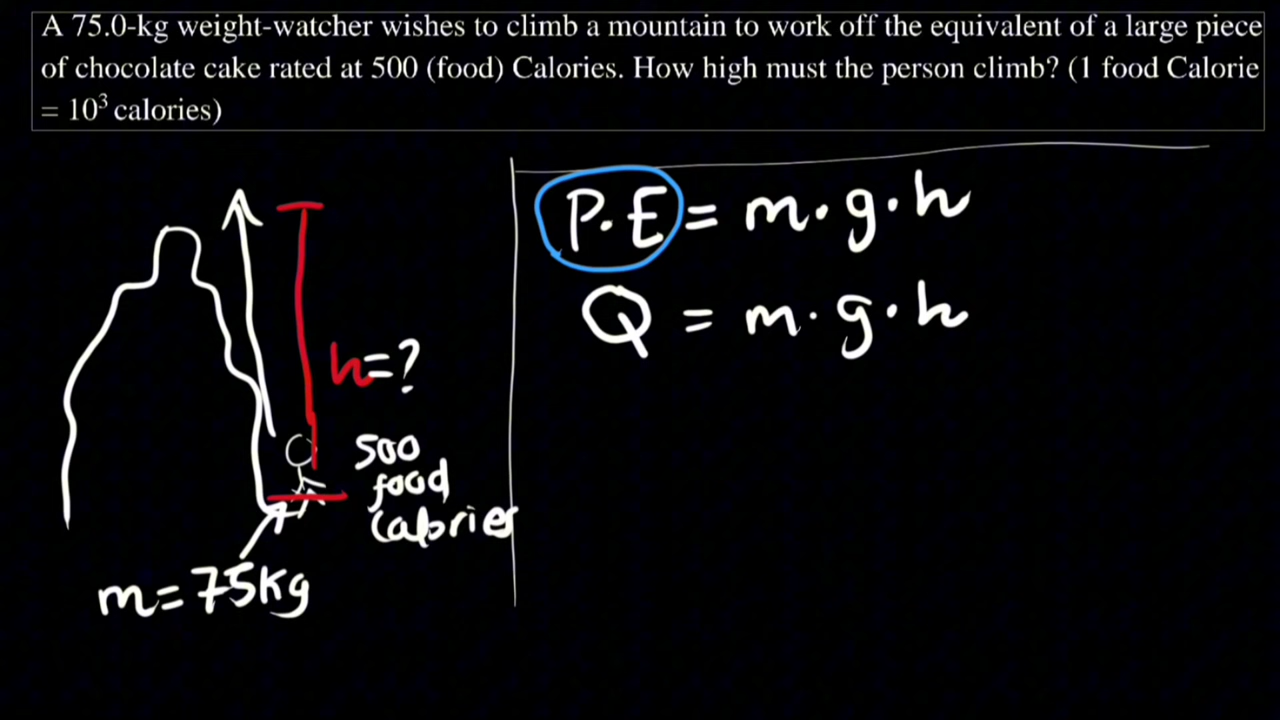 A 75.0-kg weight-watcher wishes to climb a mountain to work off the equivalent of a large piece
of chocolate cake rated at 500 (food) Calories. How high must the person climb? (1 food Calorie
= 10³ calories)
P.E = m·g·h
Q = m·g·h
h=?
500
food
Calories
m=75kg